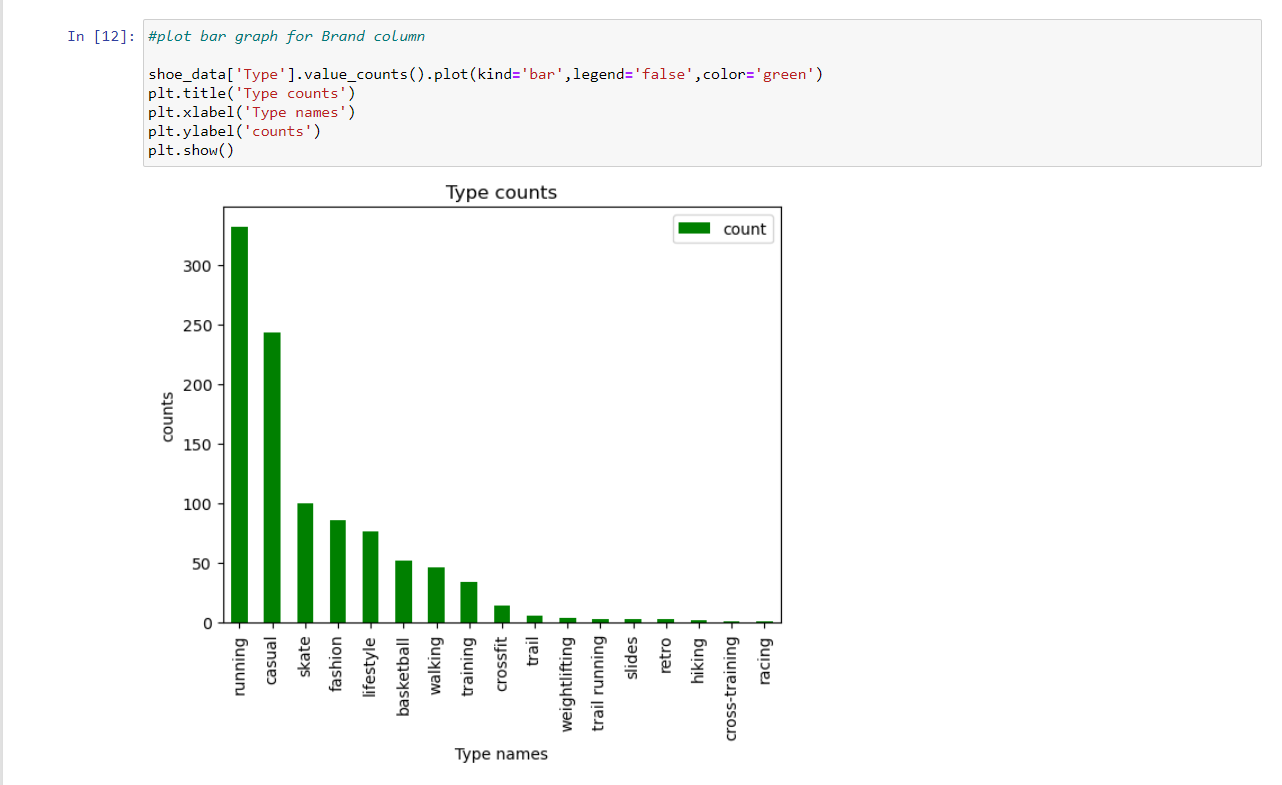 In [12]: #plot bar graph for Brand column
shoe_data['Type'].value_counts().plot(kind='bar',legend='false',color='green')
plt.title('Type counts')
plt.xlabel('Type names')
plt.ylabel('counts')
plt.show()
Type counts
count
300
250
200
150
100
50
0
counts
running
casual
skate
fashion
lifestyle
basketball
walking
training
crossfit
trail
weightlifting
trail running
slides
retro
hiking
cross-training
racing
Type names